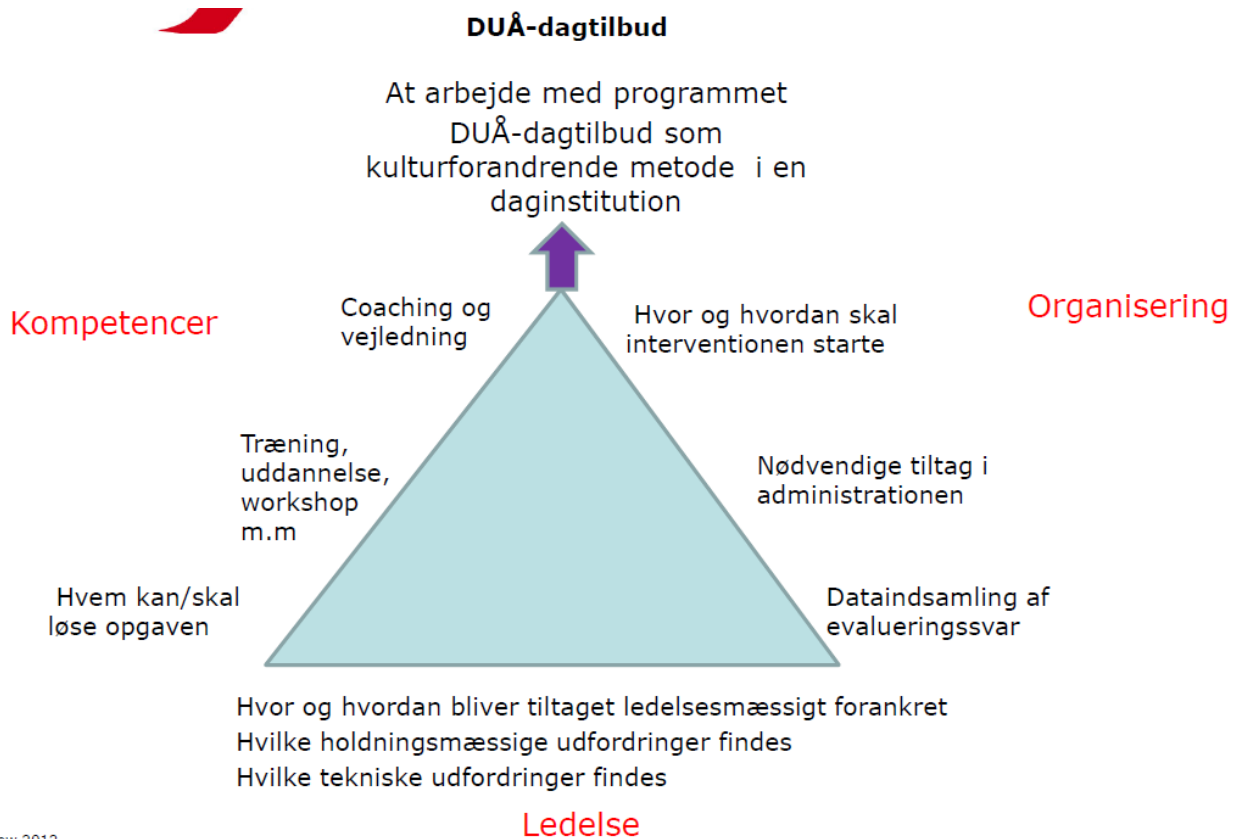 DUÅ-dagtilbud
At arbejde med programmet
DUÅ-dagtilbud som
kulturforandrende metode i en
daginstitution
Kompetencer
Coaching og
vejledning
Hvor og hvordan skal
interventionen starte
Organisering
Træning,
uddannelse,
workshop
m.m
Nødvendige tiltag i
administrationen
Hvem kan/skal
løse opgaven
Dataindsamling af
evalueringssvar
Hvor og hvordan bliver tiltaget ledelsesmæssigt forankret
Hvilke holdningsmæssige udfordringer findes
Hvilke tekniske udfordringer findes
Ledelse